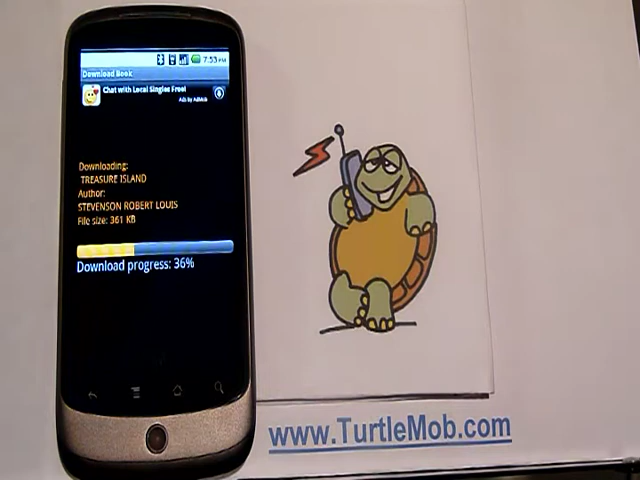 7:53 PM
Download Book
Chat with Local Singles Free!
Ads by AdMob
Downloading:
TREASURE ISLAND
Author:
STEVENSON ROBERT LOUIS
File size: 361 KB
Download progress: 36%
www.TurtleMob.com